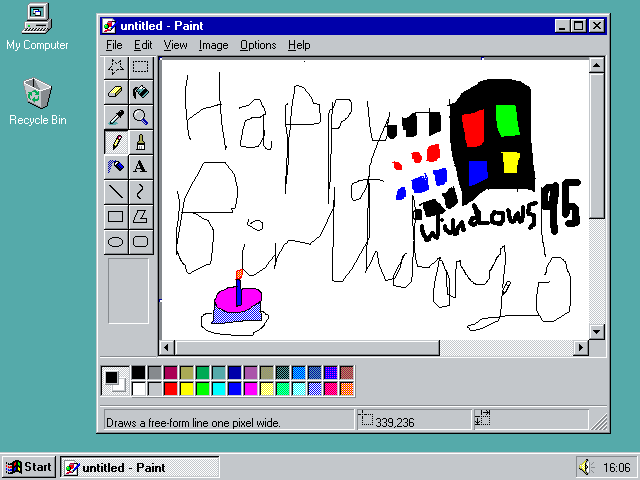 untitled - Paint
File Edit View Image Options Help
My Computer
Recycle Bin
Happy
Birthday
Windows 95
Draws a free-form line one pixel wide.
339,236
Start
untitled - Paint
16:06